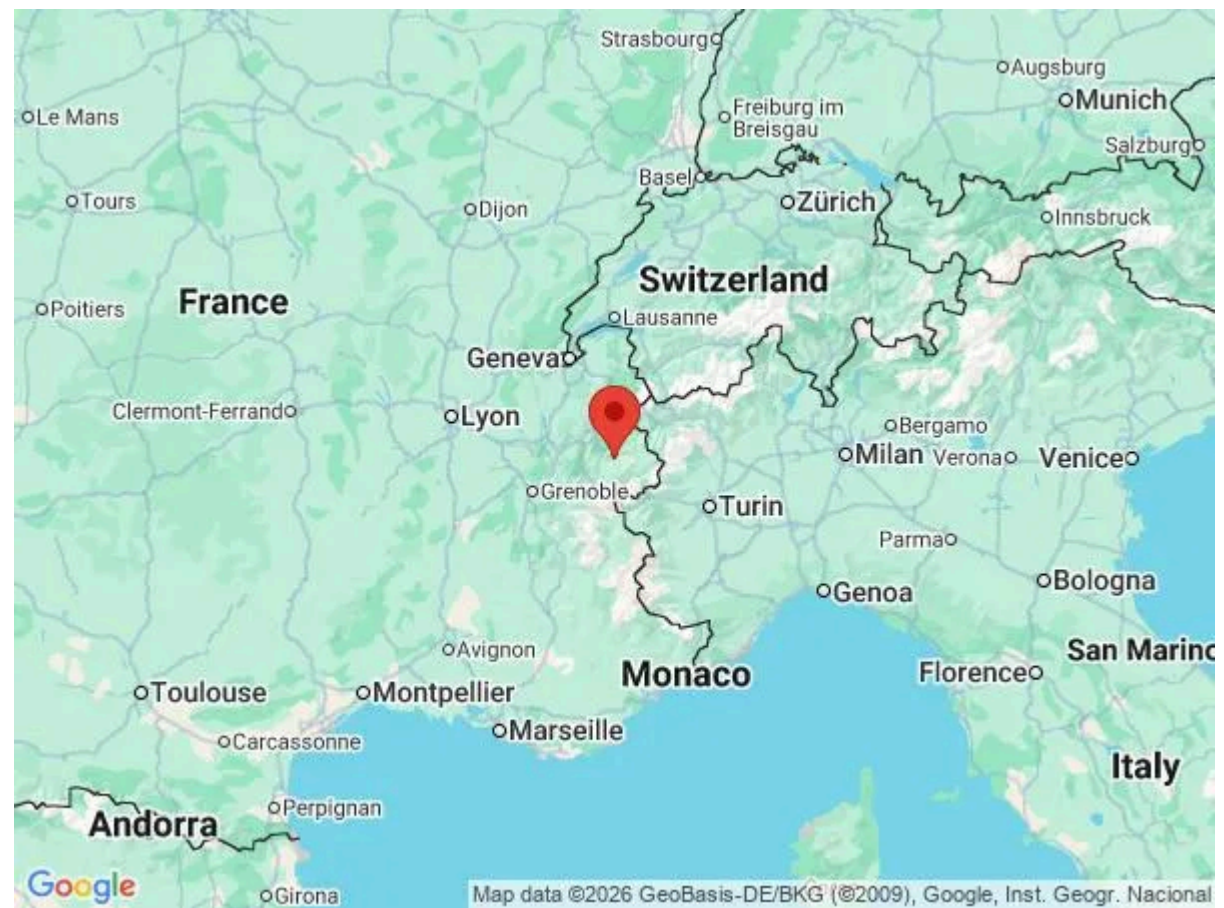 Strasbourg
Augsburg
Munich
Le Mans
Freiburg im
Breisgau
Salzburg
Basel
Tours
Dijon
Zürich
Innsbruck
Switzerland
France
Poitiers
Lausanne
Geneva
Clermont-Ferrand
Lyon
Bergamo
Milan
Verona
Venice
Grenoble
Turin
Parma
Bologna
Genoa
Avignon
San Marino
Monaco
Florence
Toulouse
Montpellier
Marseille
Carcassonne
Italy
Perpignan
Andorra
Google
Girona
Map data ©2026 GeoBasis-DE/BKG (©2009), Google, Inst. Geogr. Nacional